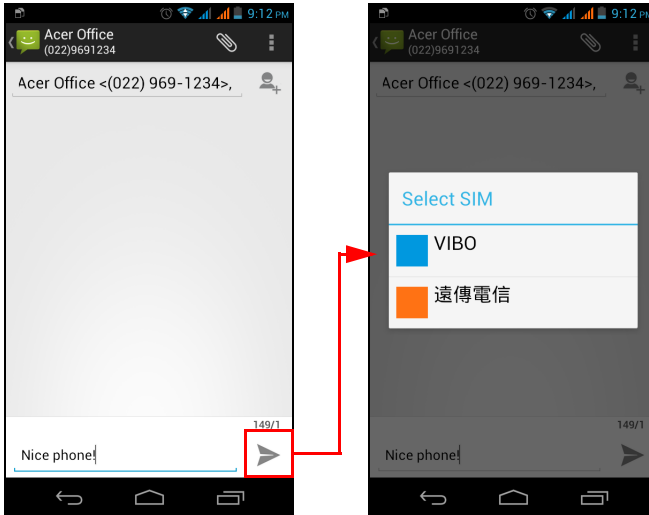 9:12 PM
Acer Office
(022)9691234
Acer Office <(022) 969-1234>,
149/1
Nice phone!
9:12 PM
Acer Office
(022)9691234
Acer Office <(022) 969-1234>,
Select SIM
VIBO
遠傳電信
149/1
Nice phone!